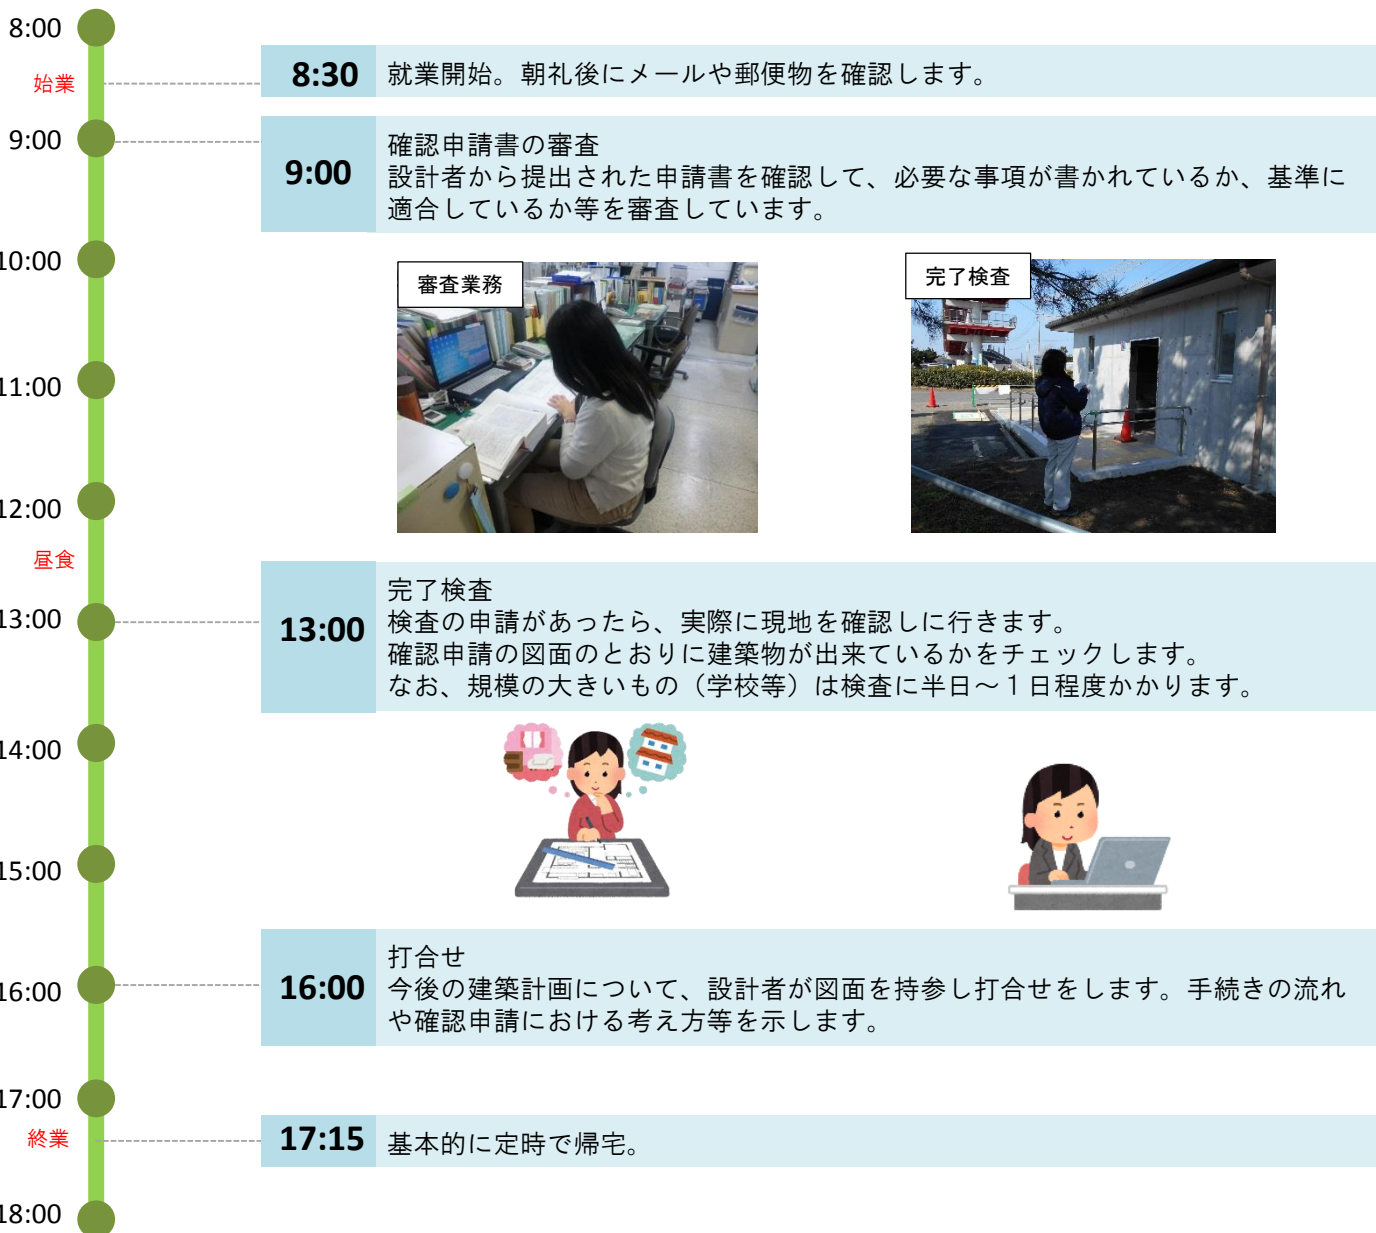 8:00
始業
8:30 就業開始。朝礼後にメールや郵便物を確認します。
9:00
9:00
確認申請書の審査
設計者から提出された申請書を確認して、必要な事項が書かれているか、基準に
適合しているか等を審査しています。
10:00
審査業務
完了検査
11:00
12:00
昼食
13:00
13:00
完了検査
検査の申請があったら、実際に現地を確認しに行きます。
確認申請の図面のとおりに建築物が出来ているかをチェックします。
なお、規模の大きいもの（学校等）は検査に半日～１日程度かかります。
14:00
15:00
16:00
16:00
打合せ
今後の建築計画について、設計者が図面を持参し打合せをします。手続きの流れ
や確認申請における考え方等を示します。
17:00
終業
17:15 基本的に定時で帰宅。
18:00